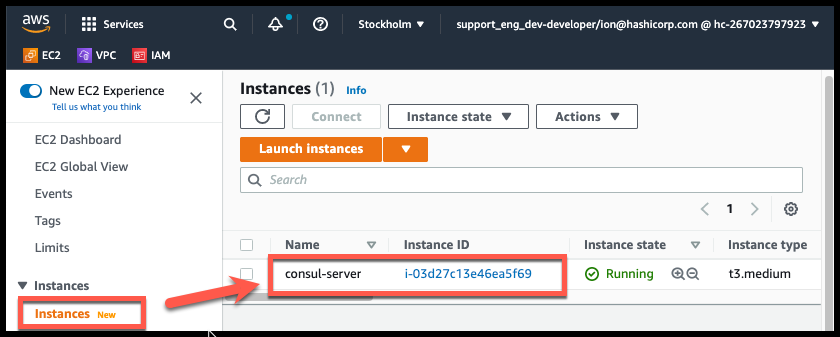 aws
Services
Stockholm
support_eng_dev-developer/ion@hashicorp.com @ hc-267023797923
EC2
VPC
IAM
New EC2 Experience
Tell us what you think
EC2 Dashboard
EC2 Global View
Events
Tags
Limits
Instances
Instances New
Instances (1) Info
Connect
Instance state
Actions
Launch instances
Search
1
Name Instance ID Instance state Instance type
consul-server i-03d27c13e46ea5f69 Running t3.medium